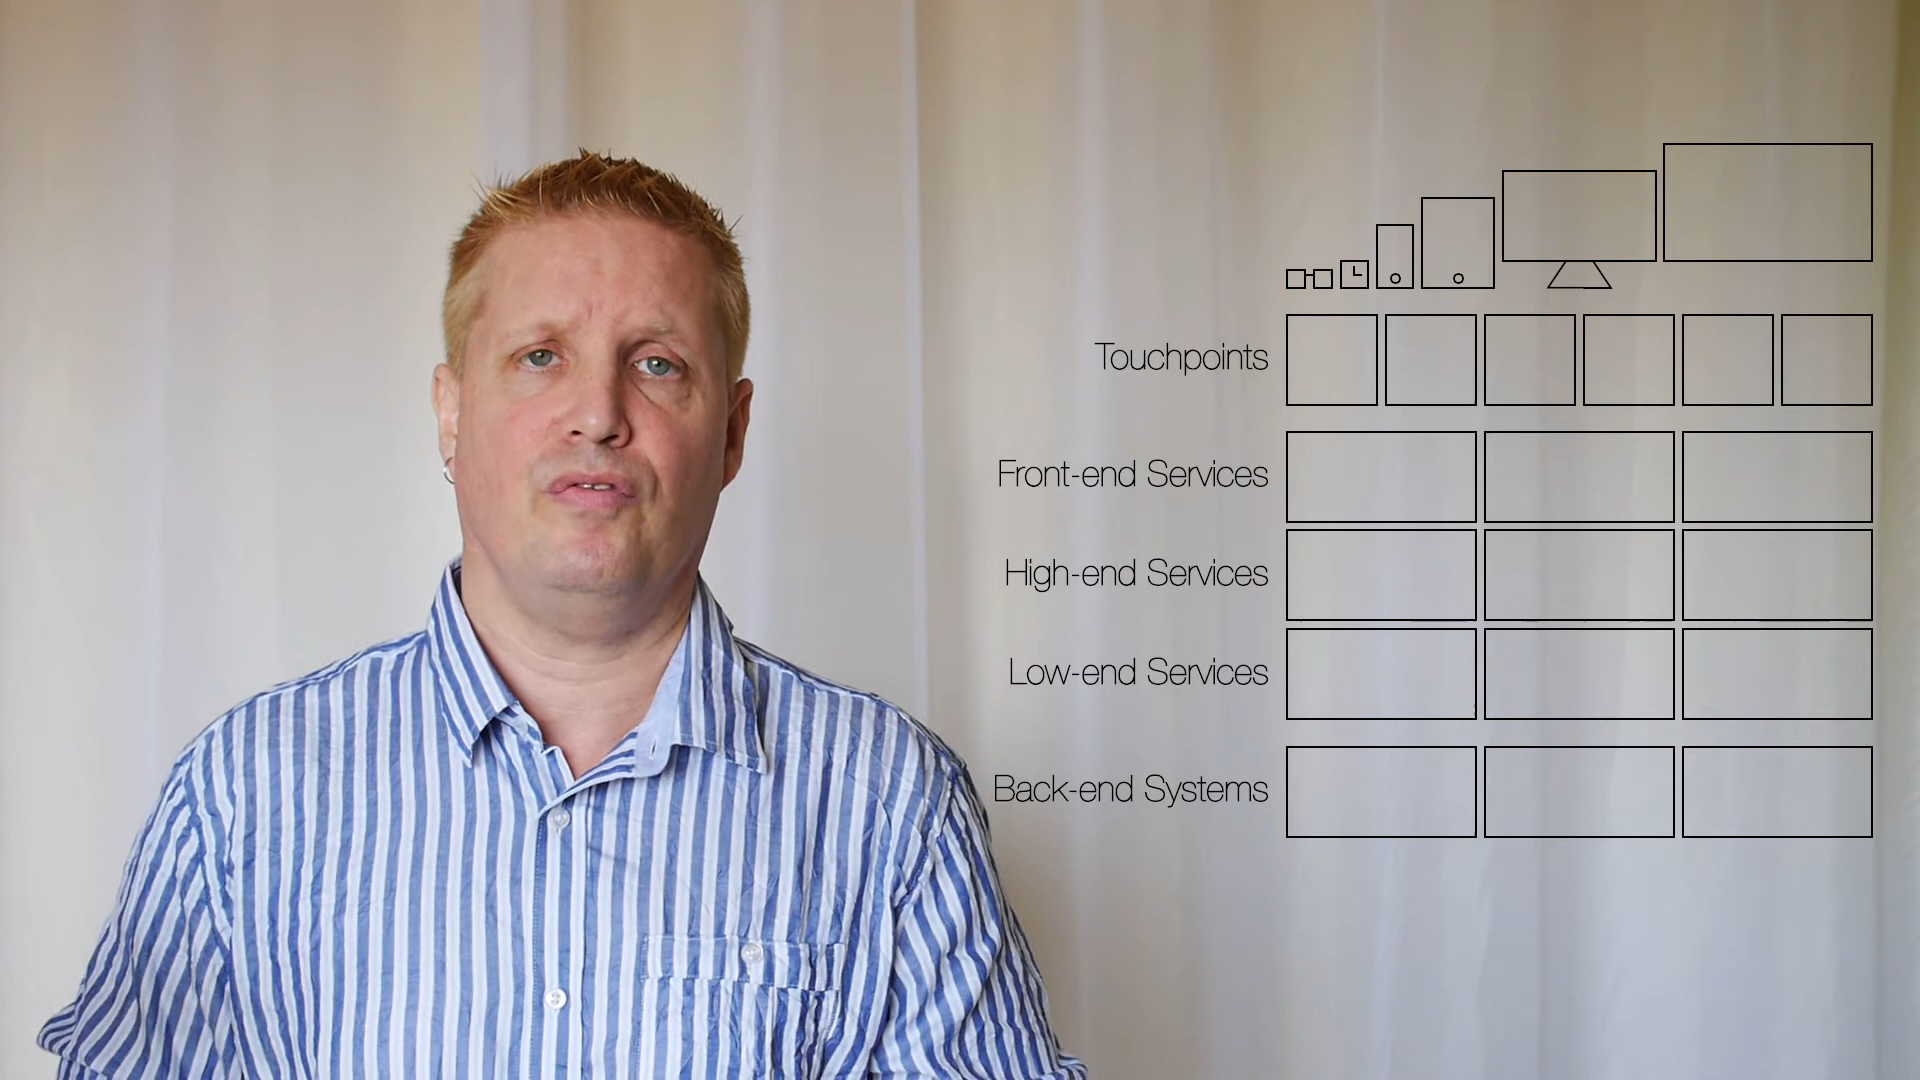 Touchpoints
Front-end Services
High-end Services
Low-end Services
Back-end Systems